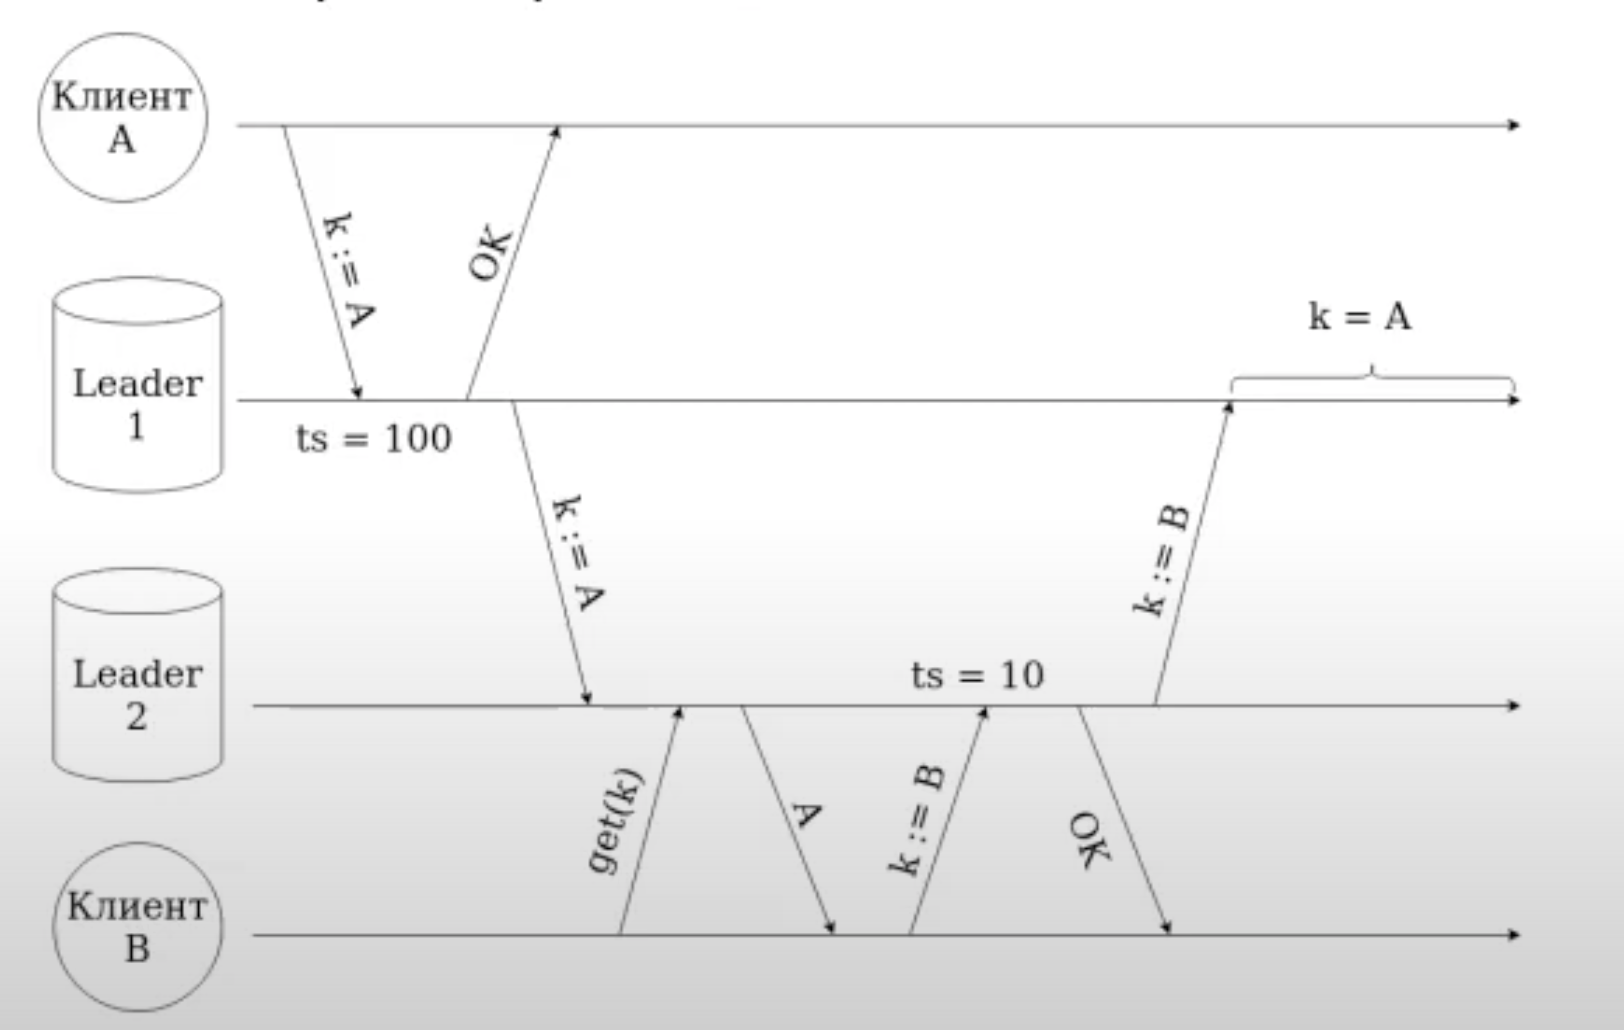 Клиент
A
k := A
OK
k = A
Leader
1
ts = 100
k := A
k := B
Leader
2
ts = 10
get(k)
A
k := B
OK
Клиент
B